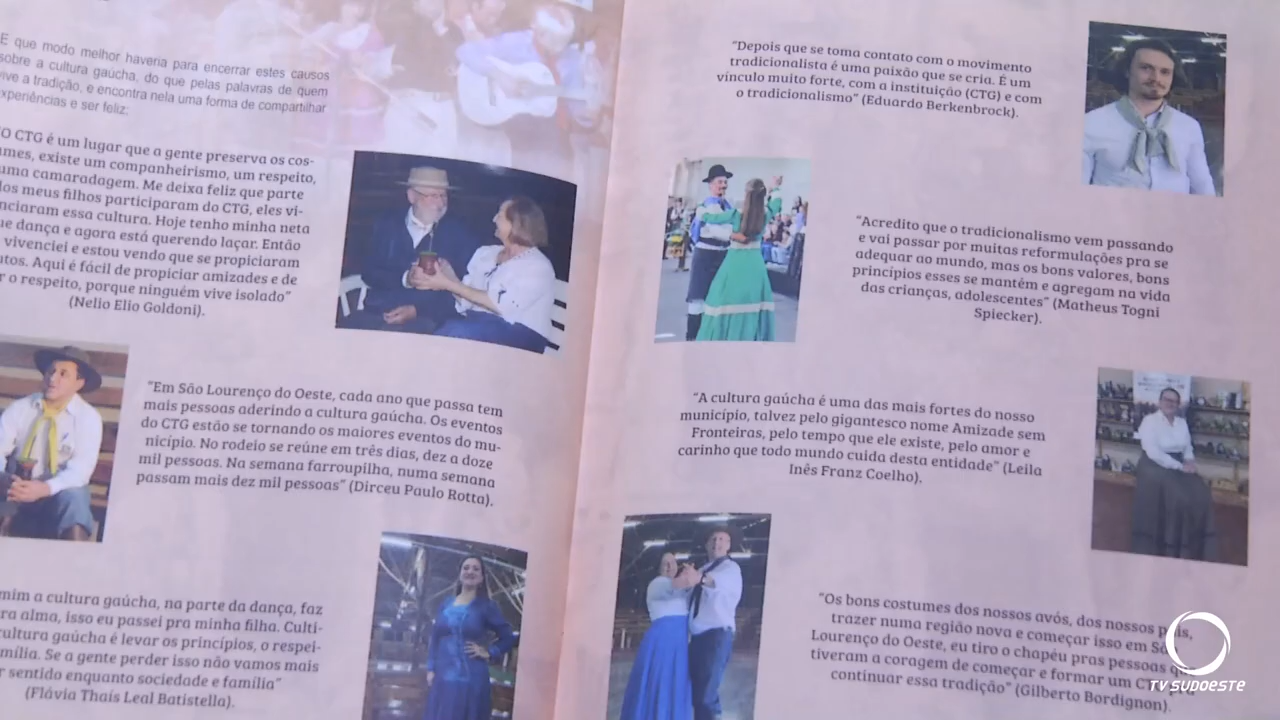 E que modo melhor haveria para encerrar estes causos
sobre a cultura gaúcha, do que pelas palavras de quem
vive a tradição, e encontra nela uma forma de compartilhar
experiências e ser feliz:
"O CTG é um lugar que a gente preserva os cos-
umes, existe um companheirismo, um respeito,
uma camaradagem. Me deixa feliz que parte
dos meus filhos participaram do CTG, eles vi-
enciaram essa cultura. Hoje tenho minha neta
que dança e agora está querendo laçar. Então
vivenciei e estou vendo que se propiciaram
tos. Aqui é fácil de propiciar amizades e de
r o respeito, porque ninguém vive isolado"
(Nelio Elio Goldoni).
"Em São Lourenço do Oeste, cada ano que passa tem
mais pessoas aderindo a cultura gaúcha. Os eventos
do CTG estão se tornando os maiores eventos do mu-
nicípio. No rodeio se reúne em três dias, dez a doze
mil pessoas. Na semana farroupilha, numa semana
passam mais dez mil pessoas" (Dirceu Paulo Rotta).
mim a cultura gaúcha, na parte da dança, faz
ra alma, isso eu passei pra minha filha. Culti-
cultura gaúcha é levar os princípios, o respei-
mília. Se a gente perder isso não vamos mais
r sentido enquanto sociedade e família"
(Flávia Thaís Leal Batistella).
"Depois que se toma contato com o movimento
tradicionalista é uma paixão que se cria. É um
vínculo muito forte, com a instituição (CTG) e com
o tradicionalismo" (Eduardo Berkenbrock).
"Acredito que o tradicionalismo vem passando
e vai passar por muitas reformulações pra se
adequar ao mundo, mas os bons valores, bons
princípios esses se mantém e agregam na vida
das crianças, adolescentes" (Matheus Togni
Spiecker).
"A cultura gaúcha é uma das mais fortes do nosso
município, talvez pelo gigantesco nome Amizade sem
Fronteiras, pelo tempo que ele existe, pelo amor e
carinho que todo mundo cuida desta entidade" (Leila
Inês Franz Coelho).
"Os bons costumes dos nossos avós, dos nossos pais,
trazer numa região nova e começar isso em São
Lourenço do Oeste, eu tiro o chapéu pras pessoas que
tiveram a coragem de começar e formar um CTG
continuar essa tradição" (Gilberto Bordignon).
TV SUDOESTE